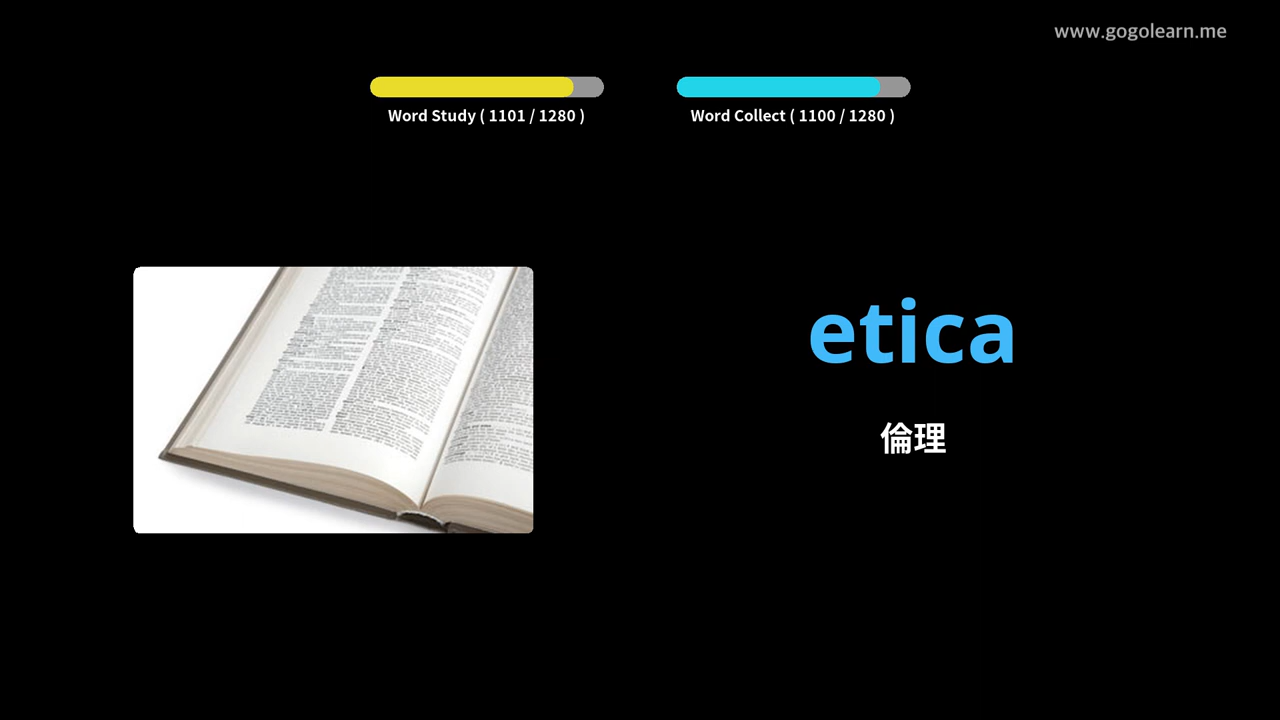 www.gogolearn.me
Word Study ( 1101 / 1280 )
Word Collect ( 1100 / 1280 )
etica
倫理